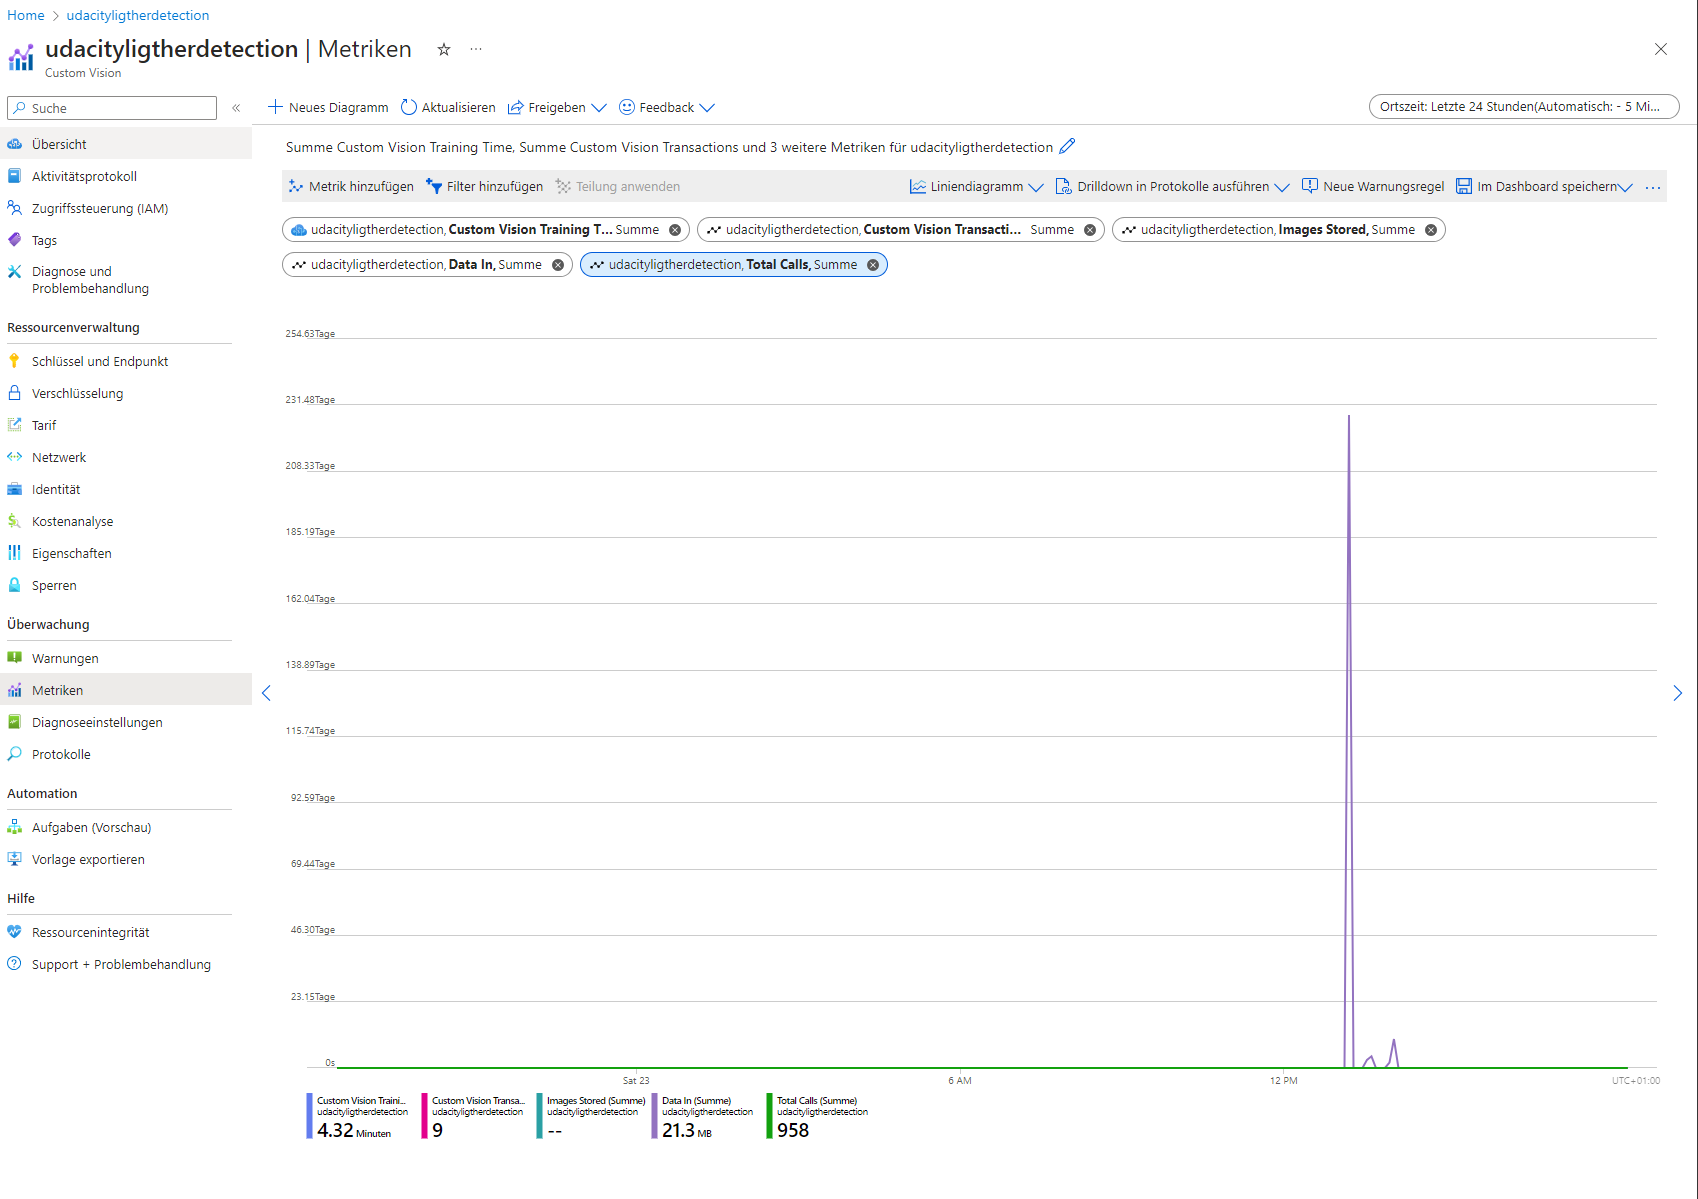 Home > udacityligtherdetection
udacityligtherdetection | Metriken
Custom Vision
Suche
Übersicht
Aktivitätsprotokoll
Zugriffssteuerung (IAM)
Tags
Diagnose und
Problembehandlung
Ressourcenverwaltung
Schlüssel und Endpunkt
Verschlüsselung
Tarif
Netzwerk
Identität
Kostenanalyse
Eigenschaften
Sperren
Überwachung
Warnungen
Metriken
Diagnoseeinstellungen
Protokolle
Automation
Aufgaben (Vorschau)
Vorlage exportieren
Hilfe
Ressourcenintegrität
Support + Problembehandlung
Neues Diagramm Aktualisieren Freigeben Feedback
Ortszeit: Letzte 24 Stunden(Automatisch: - 5 Mi...
Summe Custom Vision Training Time, Summe Custom Vision Transactions und 3 weitere Metriken für udacityligtherdetection
Metrik hinzufügen Filter hinzufügen Teilung anwenden Liniendiagramm Drilldown in Protokolle ausführen Neue Warnungsregel Im Dashboard speichern ...
udacityligtherdetection, Custom Vision Training T... Summe
udacityligtherdetection, Custom Vision Transacti... Summe
udacityligtherdetection, Images Stored, Summe
udacityligtherdetection, Data In, Summe
udacityligtherdetection, Total Calls, Summe
254.63Tage
231.48Tage
208.33Tage
185.19Tage
162.04Tage
138.89Tage
115.74Tage
92.59Tage
69.44Tage
46.30Tage
23.15Tage
0s
Sat 23 6 AM 12 PM UTC+01:00
Custom Vision Traini...
udacityligtherdetection
4.32 Minuten
Custom Vision Transa...
udacityligtherdetection
9
Images Stored (Summe)
udacityligtherdetection
--
Data In (Summe)
udacityligtherdetection
21.3 MB
Total Calls (Summe)
udacityligtherdetection
958